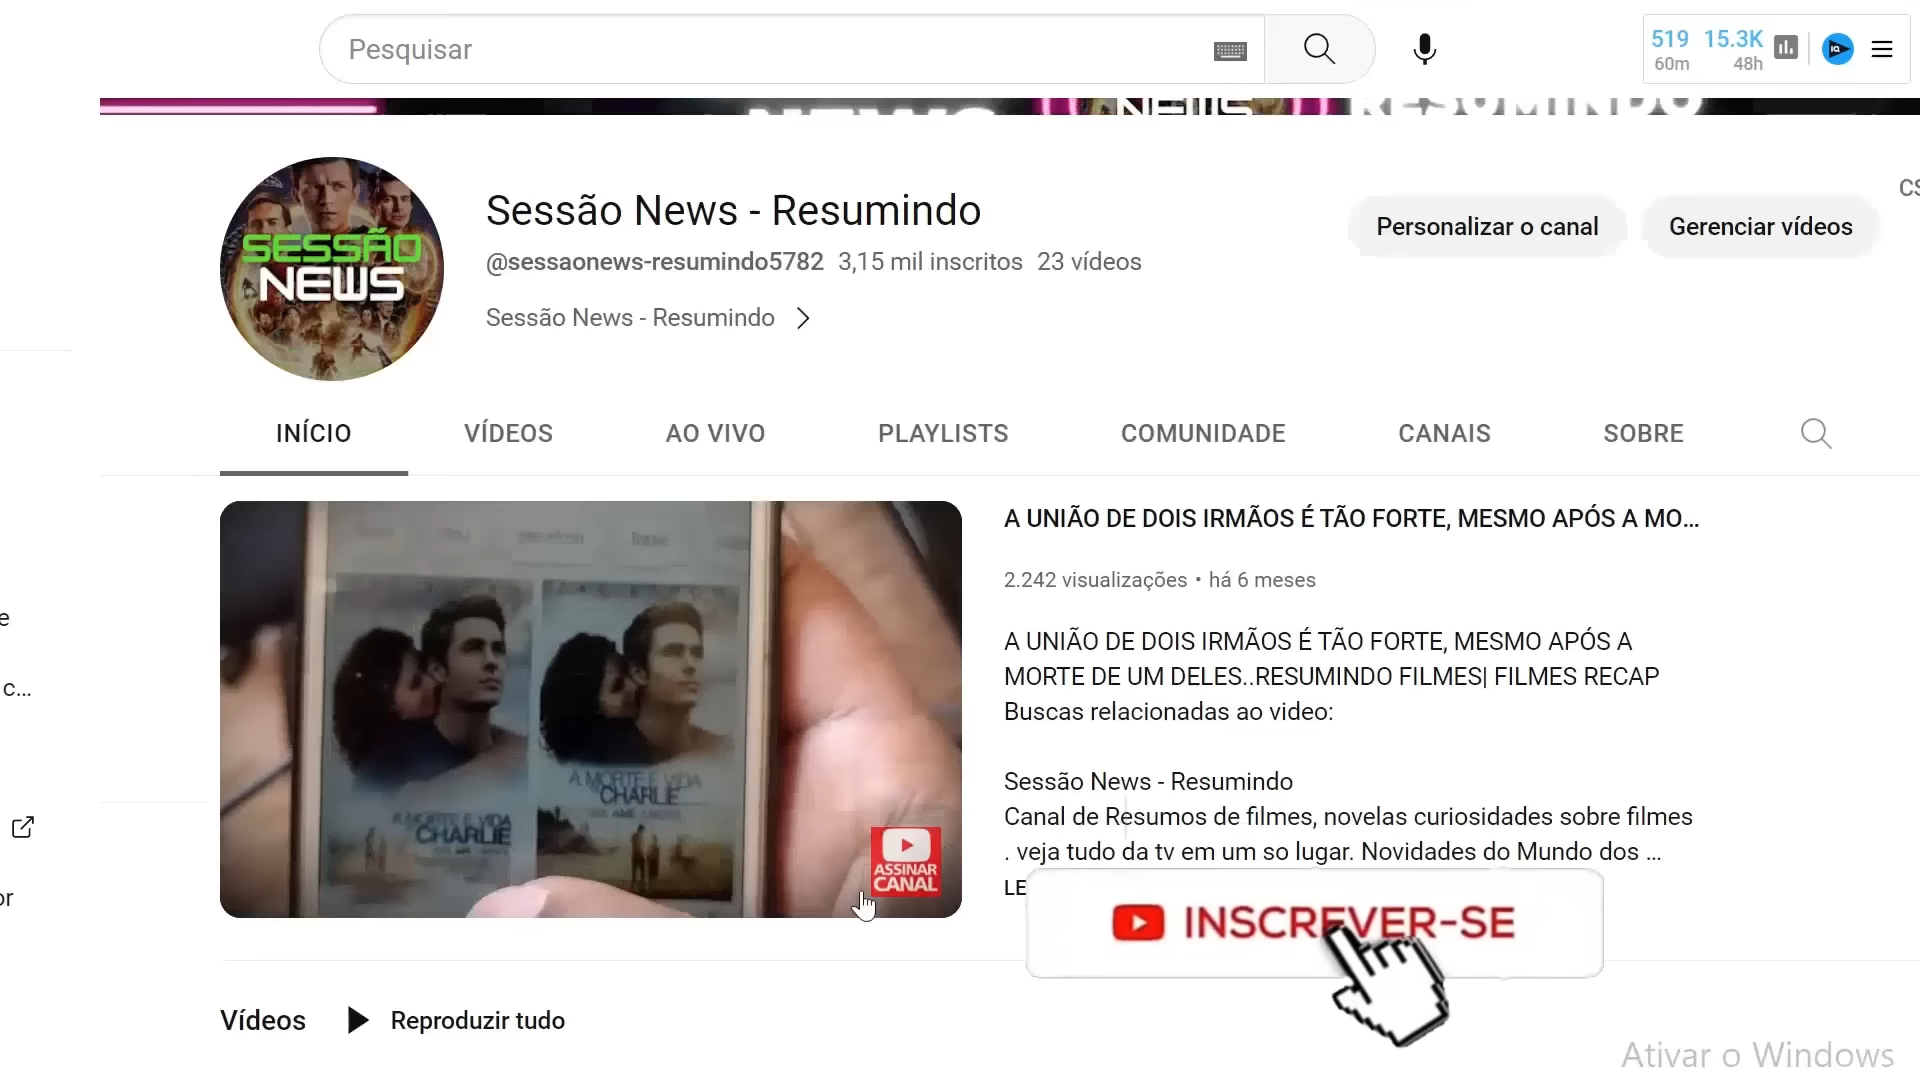 Pesquisar
519 15.3K
60m 48h
SESSÃO
NEWS
Sessão News - Resumindo
@sessaonews-resumindo5782 3,15 mil inscritos 23 vídeos
Sessão News - Resumindo
Personalizar o canal
Gerenciar vídeos
INÍCIO VÍDEOS AO VIVO PLAYLISTS COMUNIDADE CANAIS SOBRE
A UNIÃO DE DOIS IRMÃOS É TÃO FORTE, MESMO APÓS A MO...
2.242 visualizações • há 6 meses
A UNIÃO DE DOIS IRMÃOS É TÃO FORTE, MESMO APÓS A
MORTE DE UM DELES..RESUMINDO FILMES| FILMES RECAP
Buscas relacionadas ao video:
Sessão News - Resumindo
Canal de Resumos de filmes, novelas curiosidades sobre filmes
. veja tudo da tv em um so lugar. Novidades do Mundo dos ...
LE
A MORTE E VIDA
CHARLIE
A MORTE E VIDA
CHARLIE
ASSINAR
CANAL
INSCREVER-SE
Vídeos Reproduzir tudo
Ativar o Windows